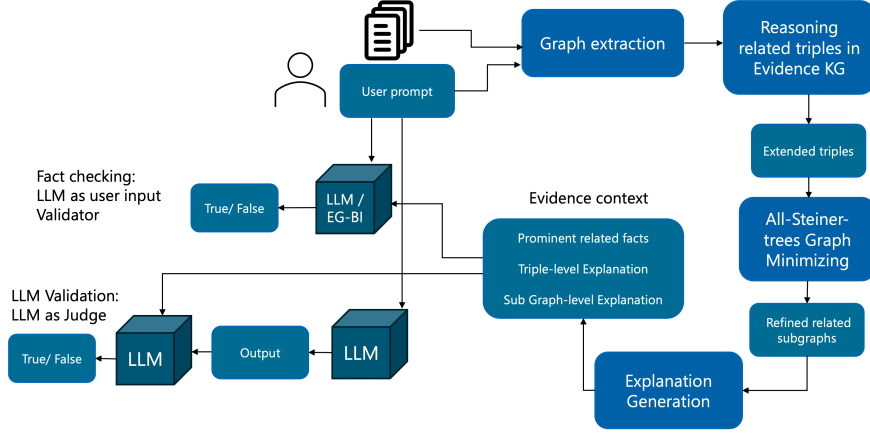 Graph extraction
Reasoning
related triples in
Evidence KG
User prompt
Extended triples
Fact checking:
LLM as user input
Validator
True/ False
LLM /
EG-BI
Evidence context
Prominent related facts
Triple-level Explanation
Sub Graph-level Explanation
All-Steiner-
trees Graph
Minimizing
LLM Validation:
LLM as Judge
True/ False
LLM
Output
LLM
Refined related
subgraphs
Explanation
Generation